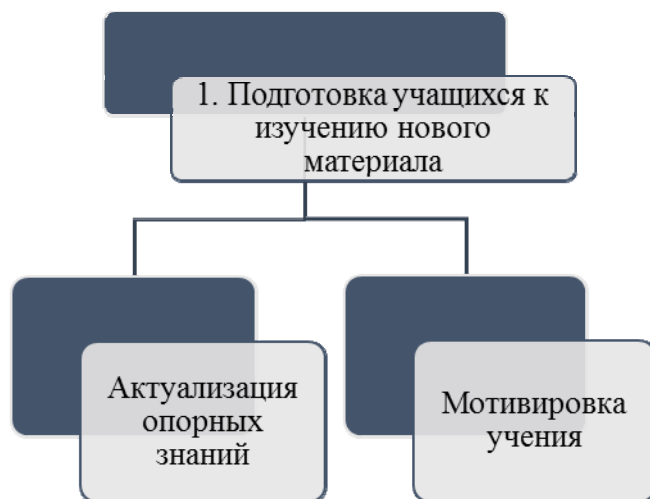 1. Подготовка учащихся к
изучению нового
материала
Актуализация
опорных
знаний
Мотивировка
учения